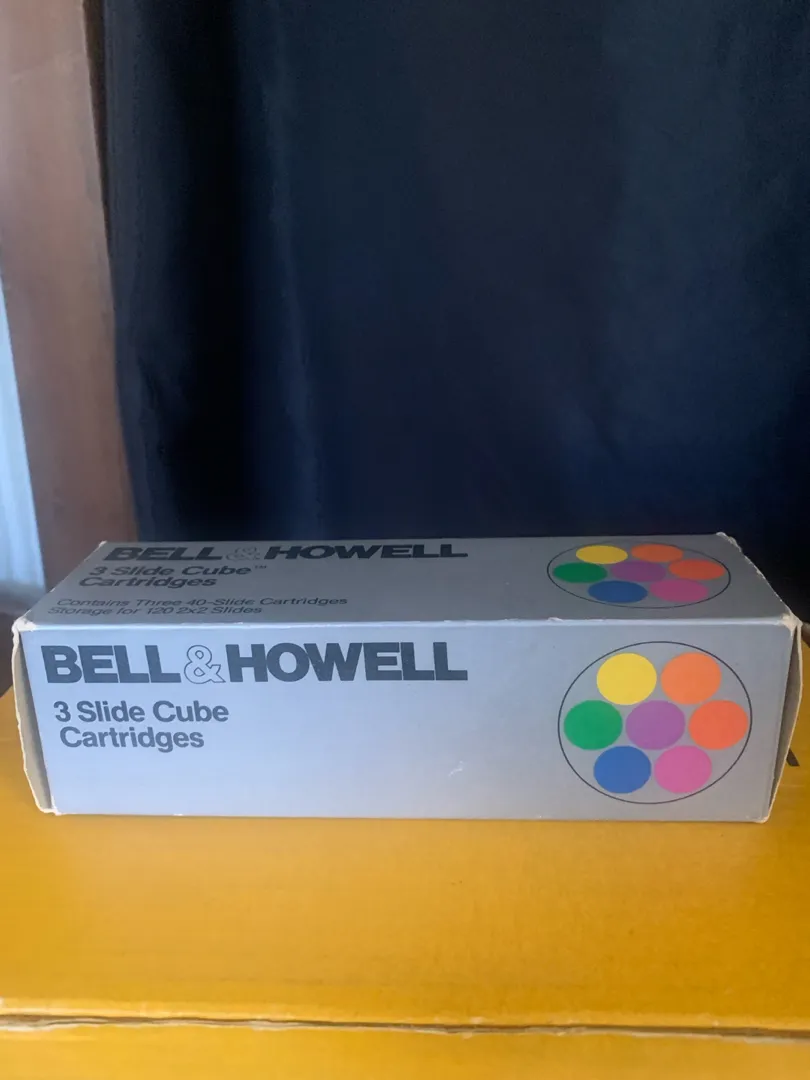 BELL & HOWELL
3 Slide Cube™
Cartridges
Contains Three 40-Slide Cartridges
Storage for 120 2x2 Slides
BELL & HOWELL
3 Slide Cube
Cartridges